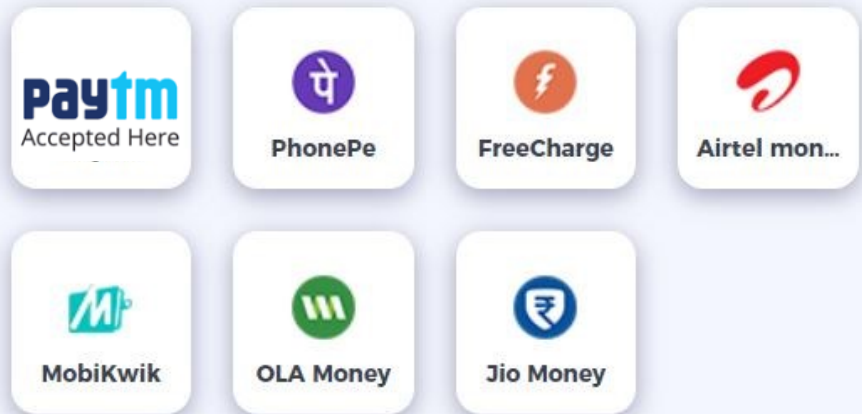 paytm
Accepted Here
पे
PhonePe
FreeCharge
Airtel mon...
M
MobiKwik
OLA Money
₹
Jio Money